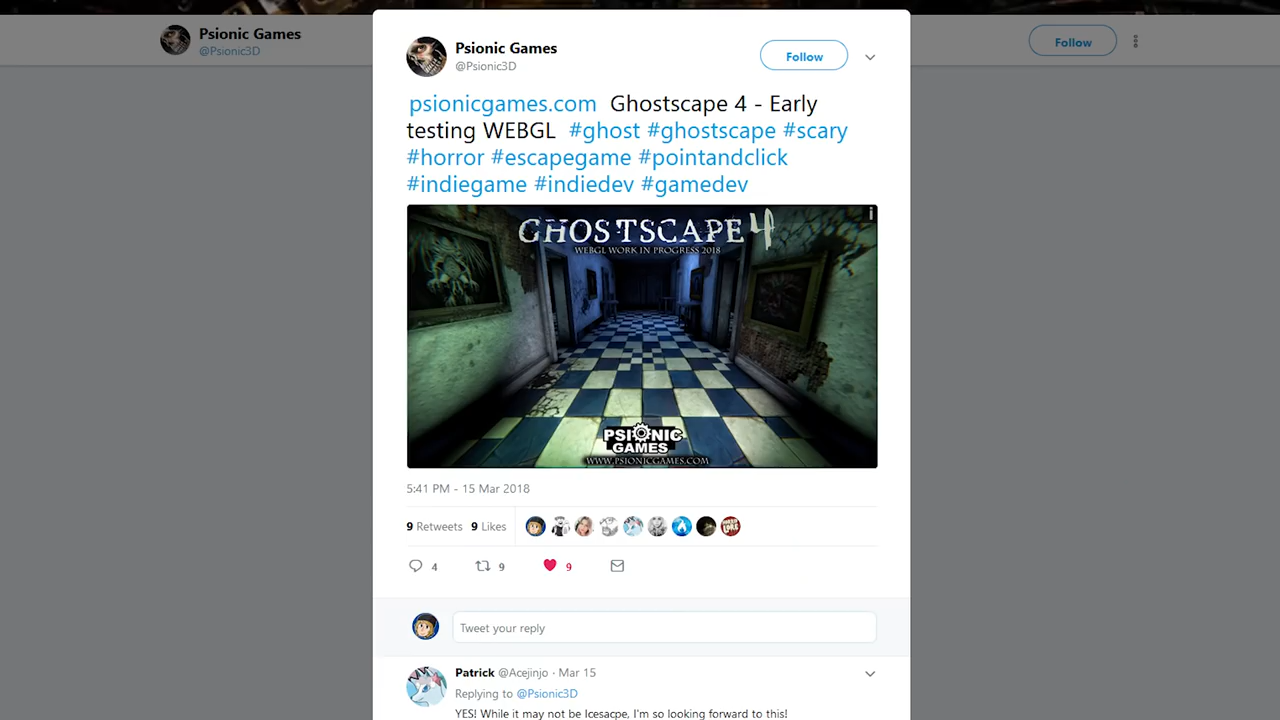 Psionic Games
@Psionic3D
Follow
Psionic Games
@Psionic3D
Follow
psionicgames.com Ghostscape 4 - Early
testing WEBGL #ghost #ghostscape #scary
#horror #escapegame #pointandclick
#indiegame #indiedev #gamedev
i
GHOSTSCAPE 4
WEBGL WORK IN PROGRESS 2018
PSIONIC
GAMES
WWW.PSIONICGAMES.COM
5:41 PM - 15 Mar 2018
9 Retweets 9 Likes
4 9 9
Tweet your reply
Patrick @Acejinjo · Mar 15
Replying to @Psionic3D
YES! While it may not be Icesacpe, I'm so looking forward to this!